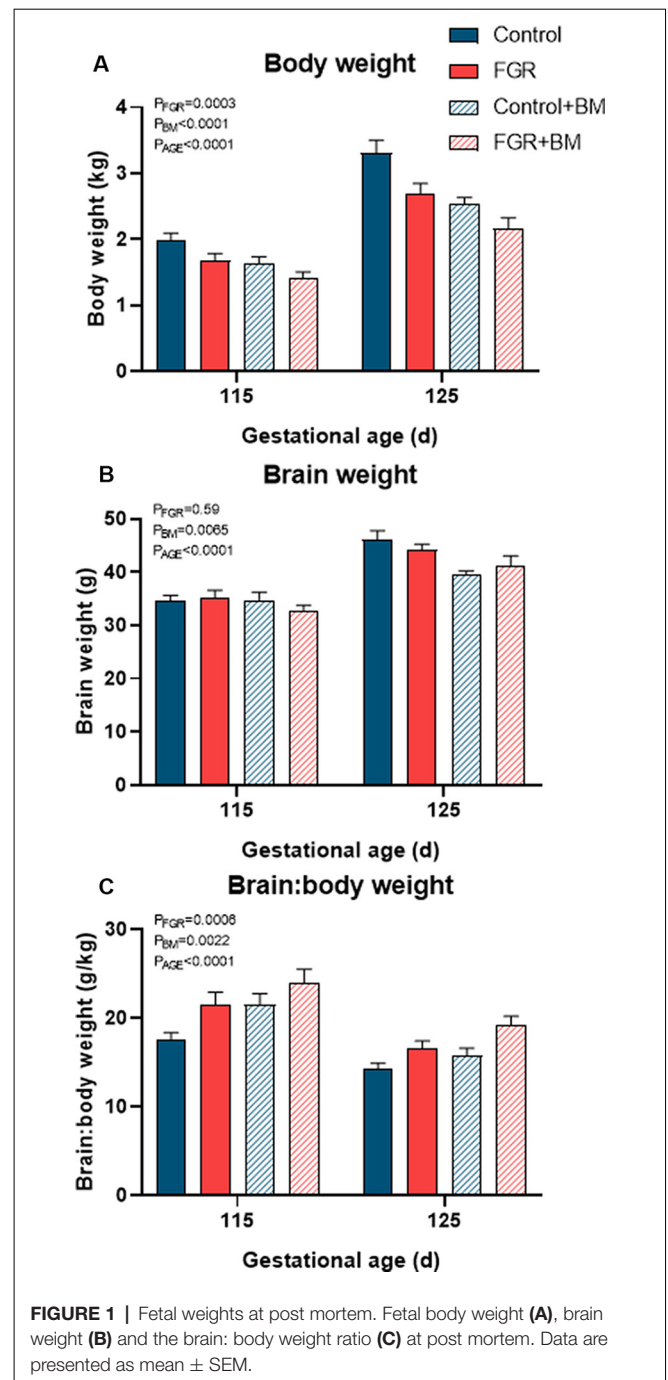 Control
FGR
Control+BM
FGR+BM
A
Body weight
PFGR=0.0003
PBM<0.0001
PAGE<0.0001
Body weight (kg)
4
3
2
1
0
115
125
Gestational age (d)
B
Brain weight
PFGR=0.59
PBM=0.0065
PAGE<0.0001
Brain weight (g)
50
40
30
20
10
0
115
125
Gestational age (d)
C
Brain:body weight
PFGR=0.0006
PBM=0.0022
PAGE<0.0001
Brain:body weight (g/kg)
30
20
10
0
115
125
Gestational age (d)
FIGURE 1 | Fetal weights at post mortem. Fetal body weight (A), brain
weight (B) and the brain: body weight ratio (C) at post mortem. Data are
presented as mean ± SEM.